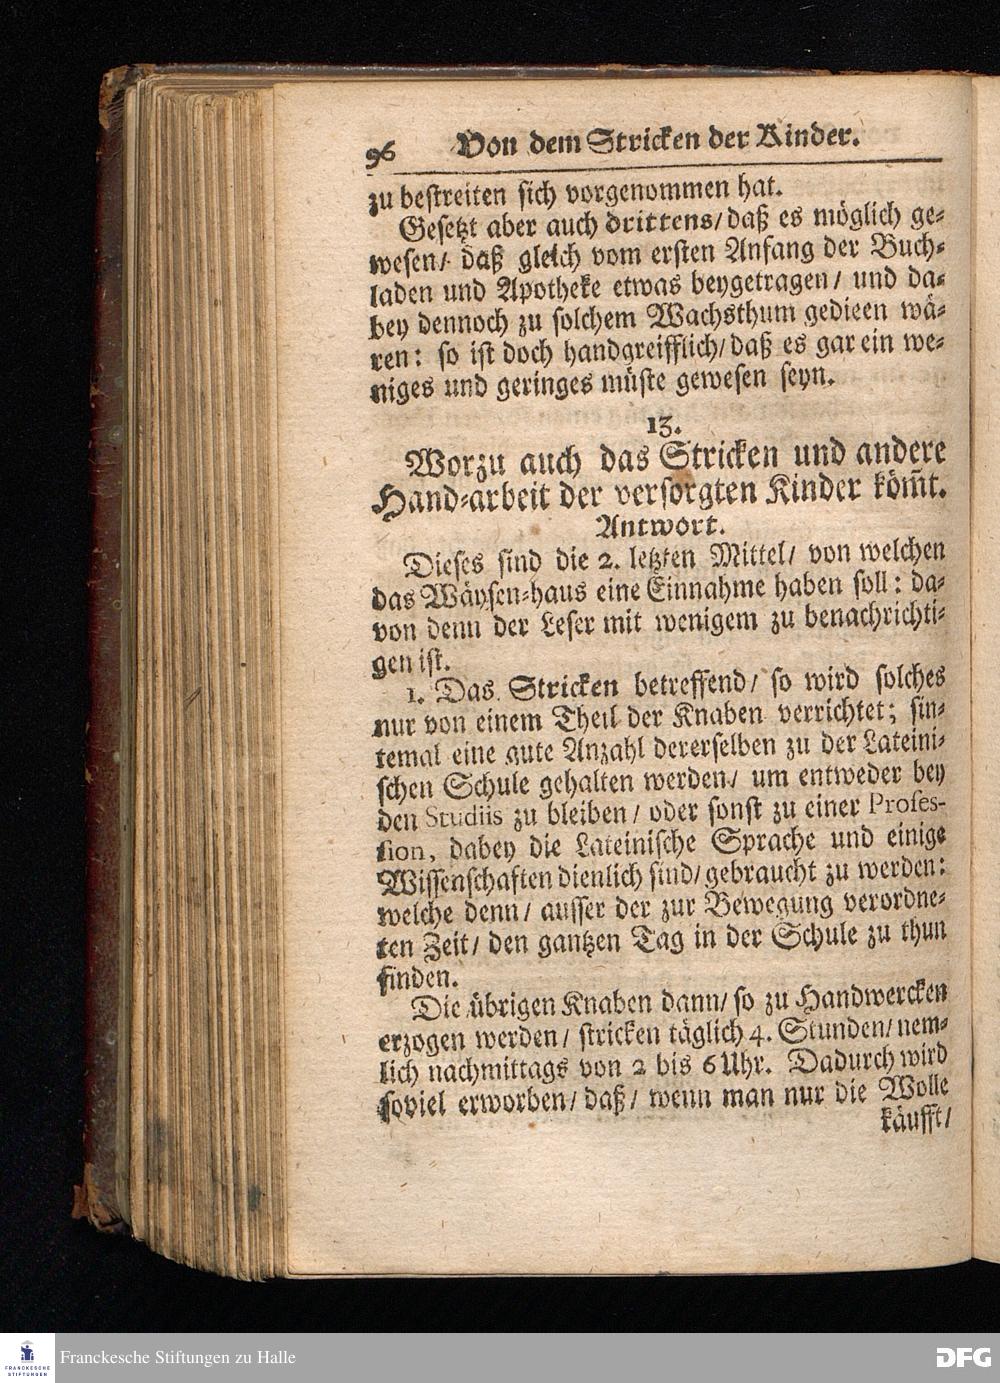 96 Von dem Stricken der Kinder.
zu bestreiten sich vorgenommen hat.
Gesetzt aber auch drittens/ daß es möglich ge-
wesen/ daß gleich vom ersten Anfang der Buch-
laden und Apotheke etwas beygetragen/ und da-
bey dennoch zu solchem Wachsthum gedieen wä-
ren: so ist doch handgreifflich/ daß es gar ein we-
niges und geringes müste gewesen seyn.
13.
Worzu auch das Stricken und andere
Hand-arbeit der versorgten Kinder köm̃t.
Antwort.
Dieses sind die 2. letzten Mittel/ von welchen
das Wäysen-haus eine Einnahme haben soll: da-
von denn der Leser mit wenigem zu benachrichti-
gen ist.
1. Das Stricken betreffend/ so wird solches
nur von einem Theil der Knaben verrichtet; sin-
temal eine gute Anzahl dererselben zu der Lateini-
schen Schule gehalten werden/ um entweder bey
den Studiis zu bleiben/ oder sonst zu einer Profes-
sion, dabey die Lateinische Sprache und einige
Wissenschaften dienlich sind/ gebraucht zu werden:
welche denn/ ausser der zur Bewegung verordne-
ten Zeit/ den gantzen Tag in der Schule zu thun
finden.
Die übrigen Knaben dann/ so zu Handwercken
erzogen werden/ stricken täglich 4. Stunden/ nem-
lich nachmittags von 2 bis 6 Uhr. Dadurch wird
soviel erworben/ daß/ wenn man nur die Wolle
käufft/
FRANCKESCHE
STIFTUNGEN
Franckesche Stiftungen zu Halle
DFG